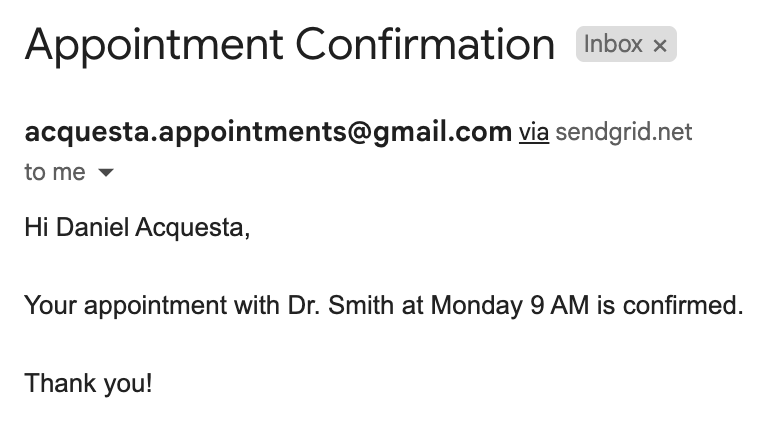 Appointment Confirmation Inbox ×
acquesta.appointments@gmail.com via sendgrid.net
to me
Hi Daniel Acquesta,
Your appointment with Dr. Smith at Monday 9 AM is confirmed.
Thank you!